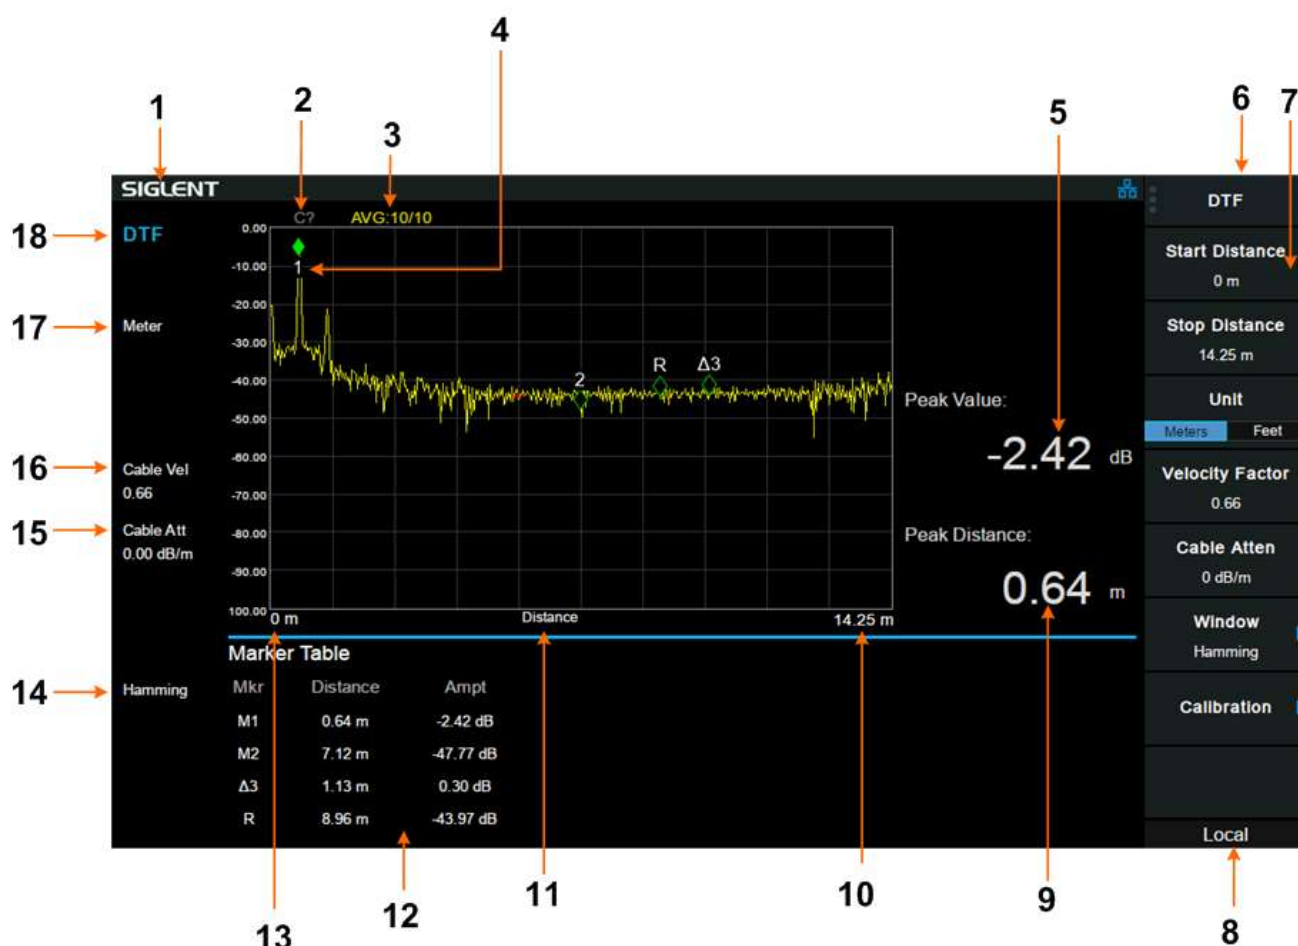 4
1
2
3
5
6
7
SIGLENT
DTF
C?
AVG:10/10
18
DTF
0.00
1
-10.00
-20.00
-30.00
-40.00
-50.00
-60.00
-70.00
-80.00
-90.00
100.00
2
R
Δ3
0 m
Distance
14.25 m
17
Meter
16
Cable Vel
0.66
15
Cable Att
0.00 dB/m
Peak Value:
-2.42 dB
Peak Distance:
0.64 m
Start Distance
0 m
Stop Distance
14.25 m
Unit
Meters Feet
Velocity Factor
0.66
Cable Atten
0 dB/m
Window
Hamming
Calibration
Local
Marker Table
14
Hamming
Mkr Distance Ampt
M1 0.64 m -2.42 dB
M2 7.12 m -47.77 dB
Δ3 1.13 m 0.30 dB
R 8.96 m -43.97 dB
13
12
11
10
9
8